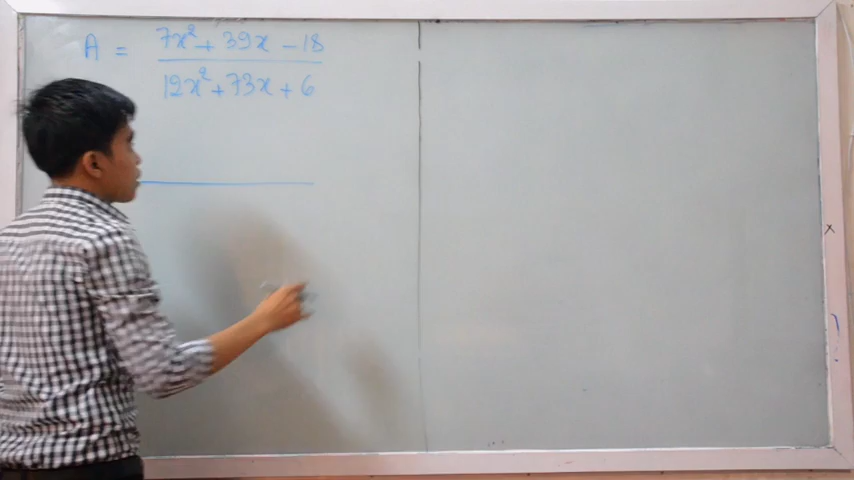 A = 7x² + 39x - 18 / 12x² + 73x + 6